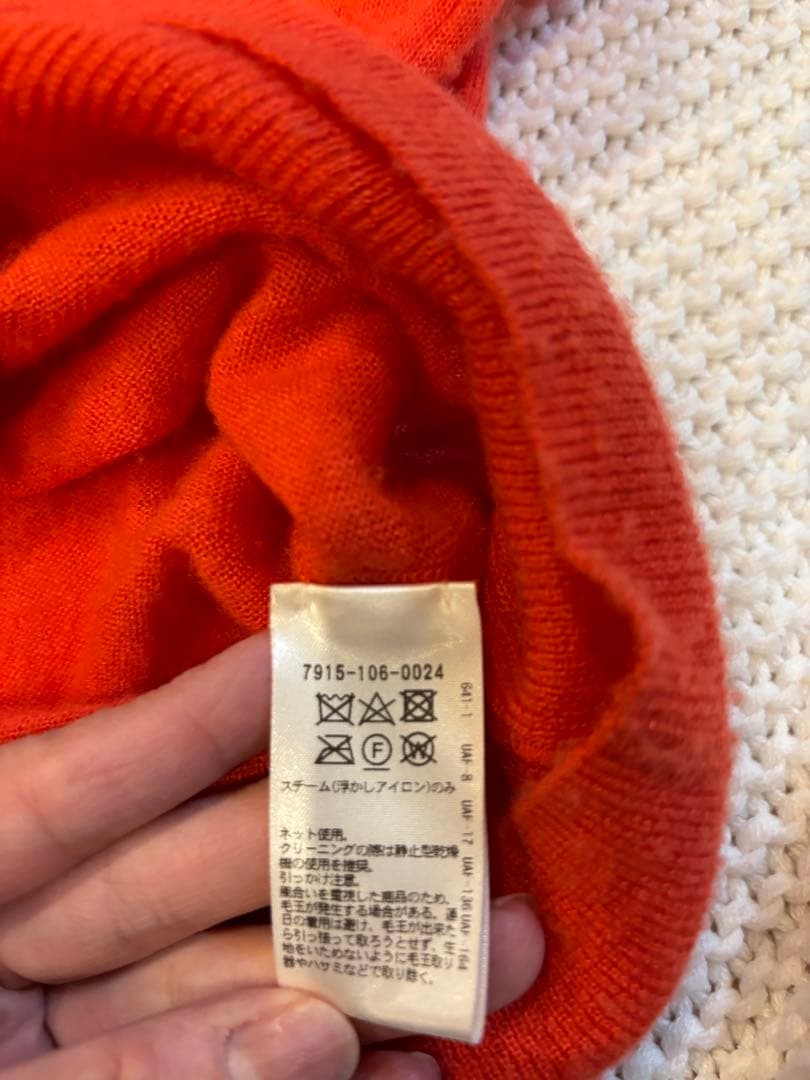 7915-106-0024
F
W
スチーム(浮かしアイロン)のみ
ネット使用。
クリーニングの際は静止型乾燥
機の使用を推奨。
引っかけ注意。
風合いを重視した商品のため、
毛玉が発生する場合がある。連
日の着用は避け、毛玉が出来た
ら引っ張って取ろうとせず、生
地をいためないように毛玉取り
器やハサミなどで取り除く。
641-1 UAF-8 UAF-17 UAF-136 UAF-164